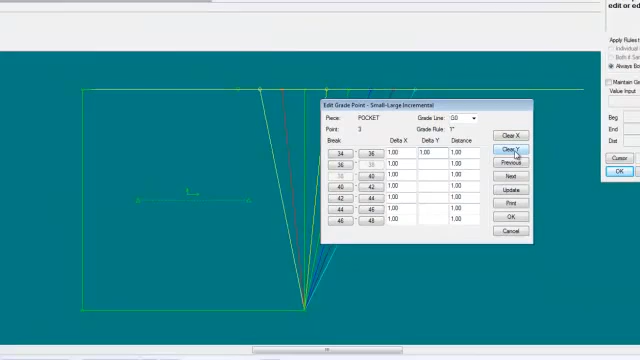 edit or ed
Apply Rules t
Individual
Both if Sar
Always Bo
Maintain Gr
Value Input
Beg
End
Dist
Cursor
OK
Edit Grade Point - Small-Large Incremental
Piece: POCKET Grade Line: G0
Point: 3 Grade Rule: 1*
Break Delta X Delta Y Distance
34 - 36 1,00 1,00 1,00
36 - 38 1,00 1,00
38 - 40 1,00 1,00
40 - 42 1,00 1,00
42 - 44 1,00 1,00
44 - 46 1,00 1,00
46 - 48 1,00 1,00
Clear X
Clear Y
Previous
Next
Update
Print
OK
Cancel